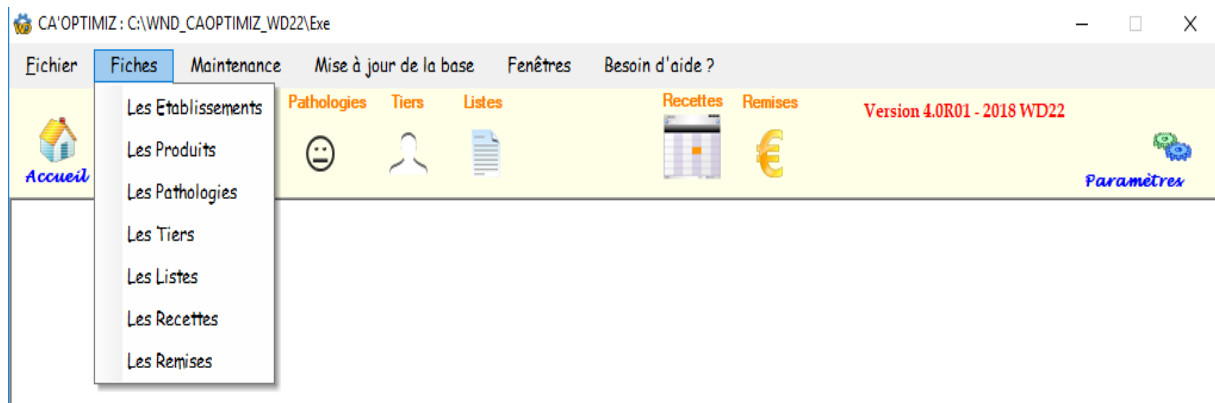 CA'OPTIMIZ : C:\WND_CAOPTIMIZ_WD22\Exe
Fichier Fiches Maintenance Mise à jour de la base Fenêtres Besoin d'aide ?
Pathologies Tiers Listes Recettes Remises Version 4.0R01 - 2018 WD22
Accueil Paramètres
Les Etablissements
Les Produits
Les Pathologies
Les Tiers
Les Listes
Les Recettes
Les Remises